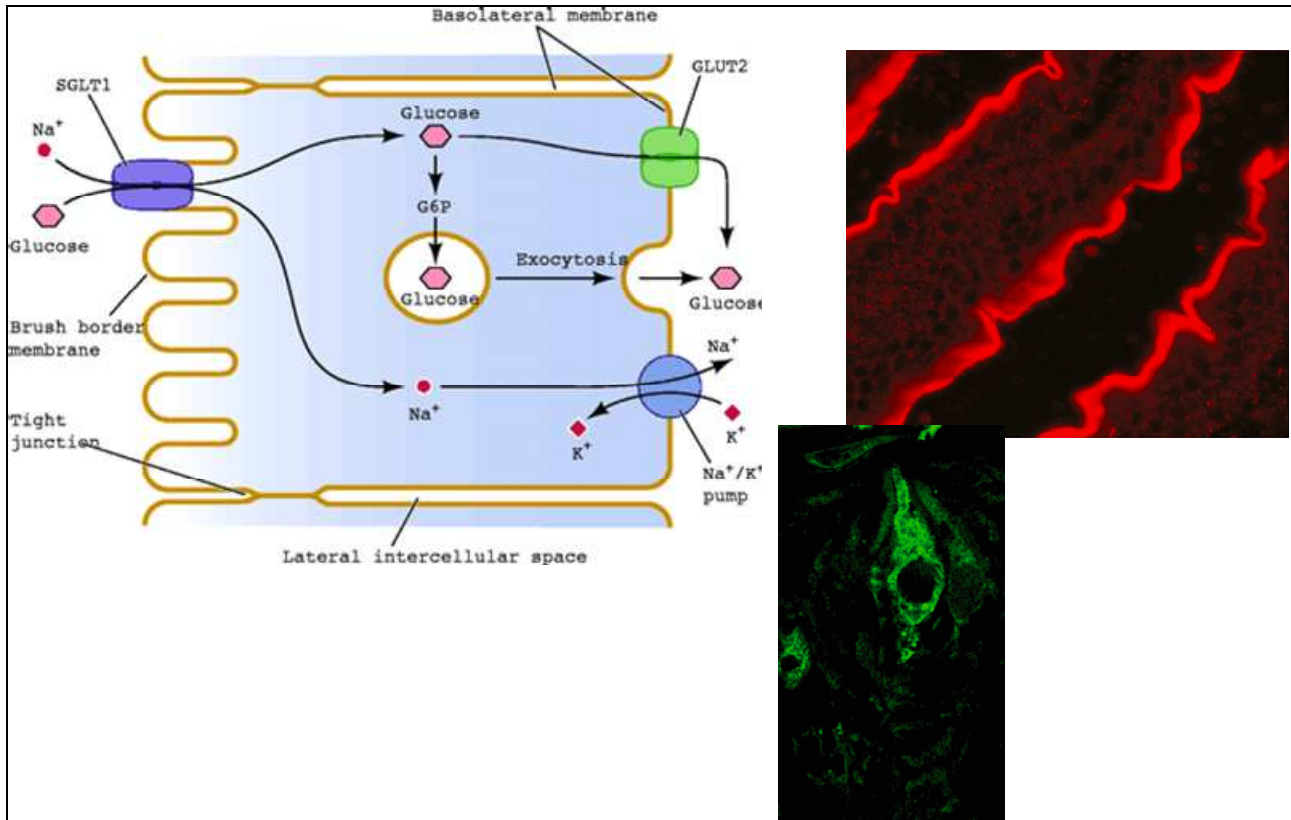 Basolateral membrane
SGLT1
GLUT2
Na+
Glucose
Glucose
G6P
Glucose
Exocytosis
Glucose
Brush border
membrane
Na+
Na+
Tight
junction
K+
K+
Na+/K+
pump
Lateral intercellular space